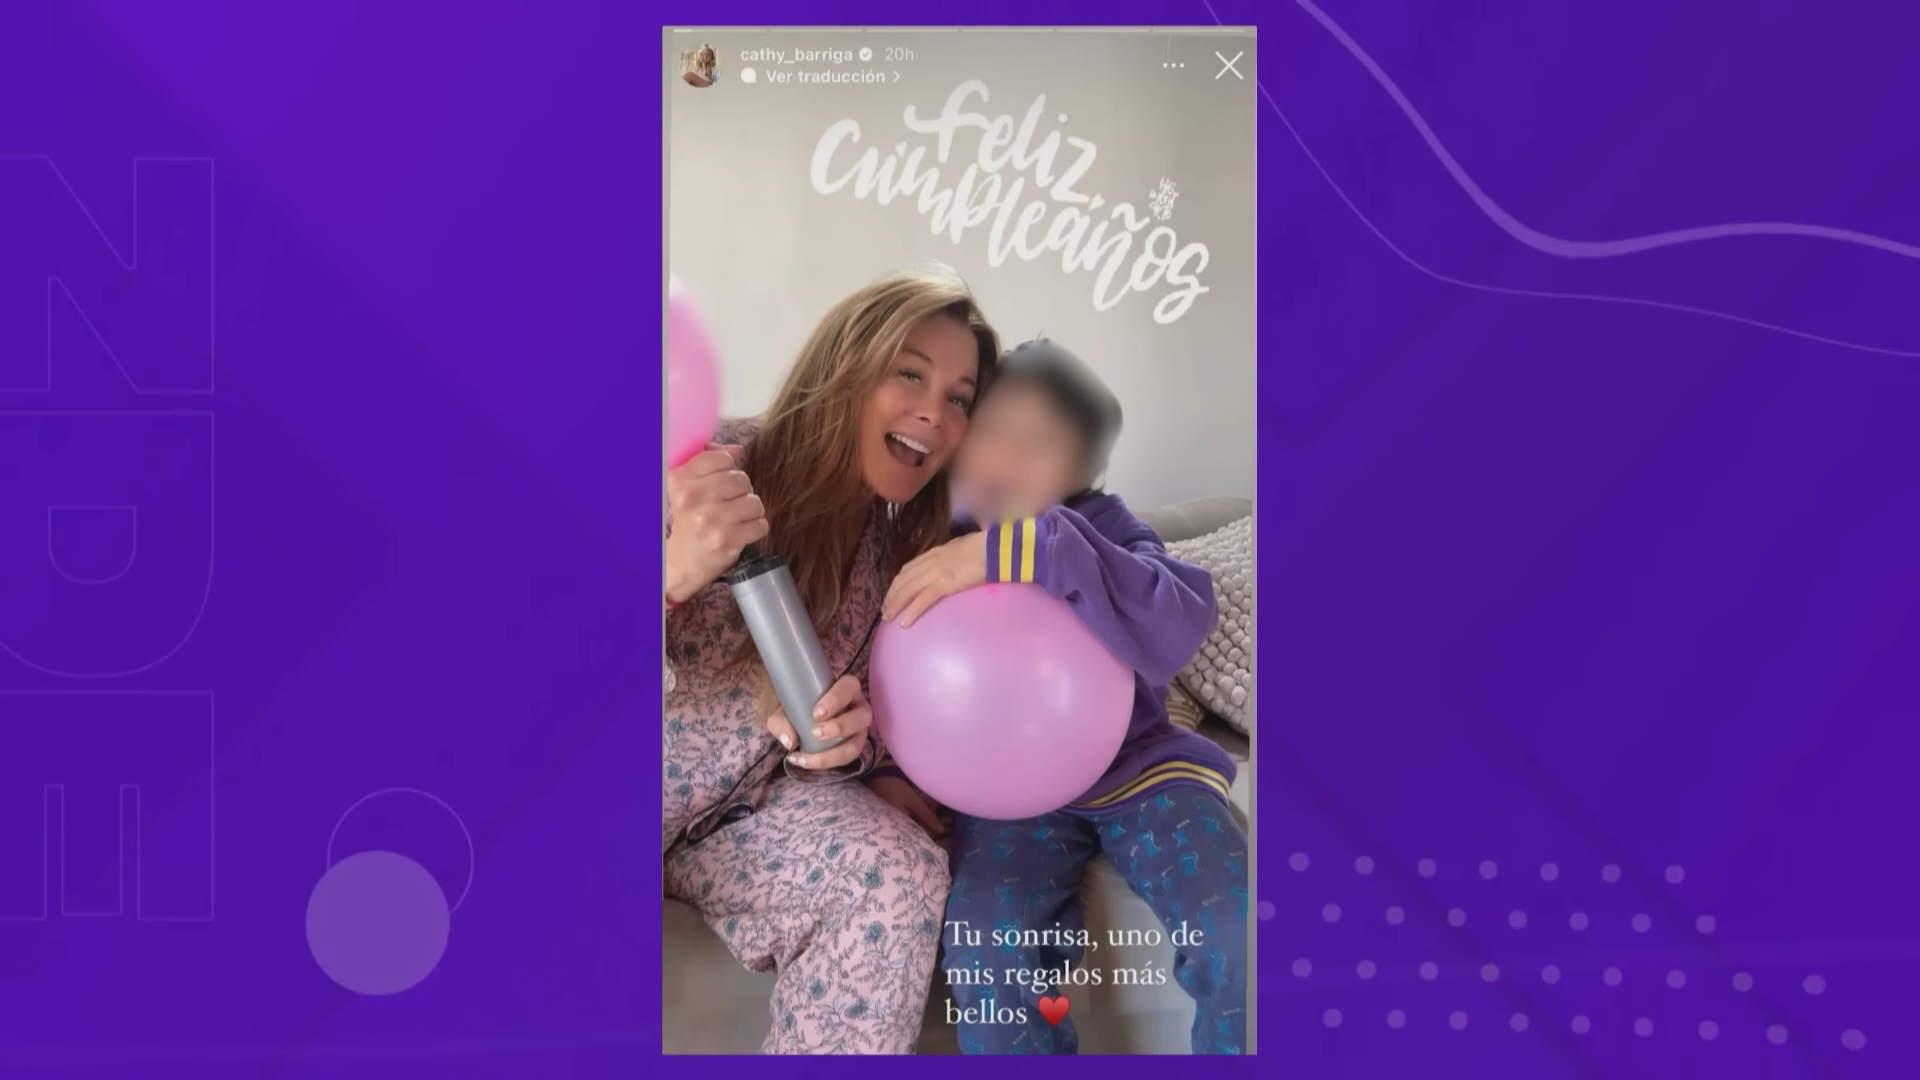 cathy_barriga 20h
Ver traducción >
feliz
Cumpleaños
Tu sonrisa, uno de
mis regalos más
bellos ❤️